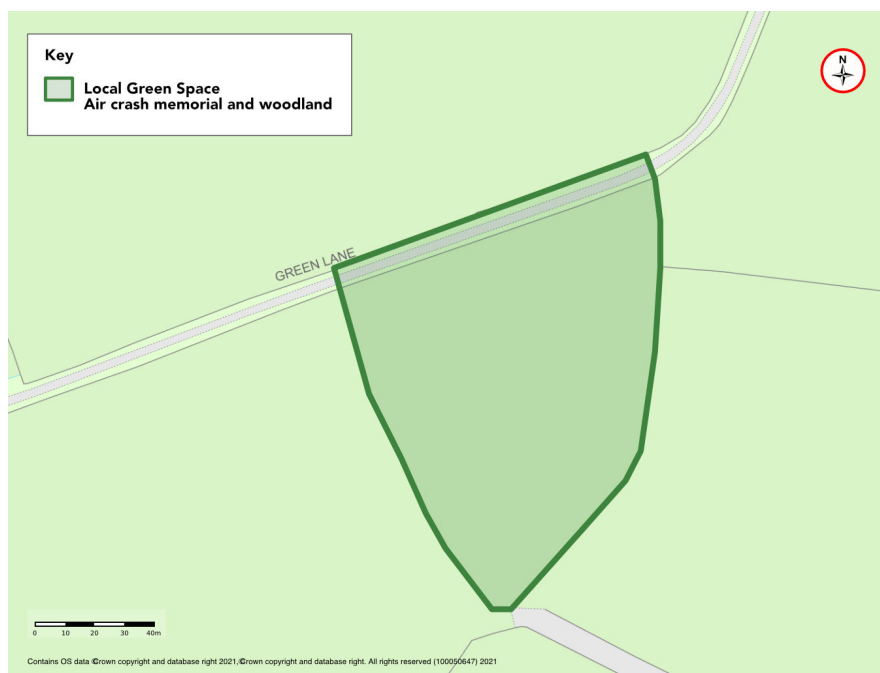 Key
Local Green Space
Air crash memorial and woodland
N
GREEN LANE
0 10 20 30 40m
Contains OS data ©rown copyright and database right 2021,©rown copyright and database right. All rights reserved (100050647) 2021